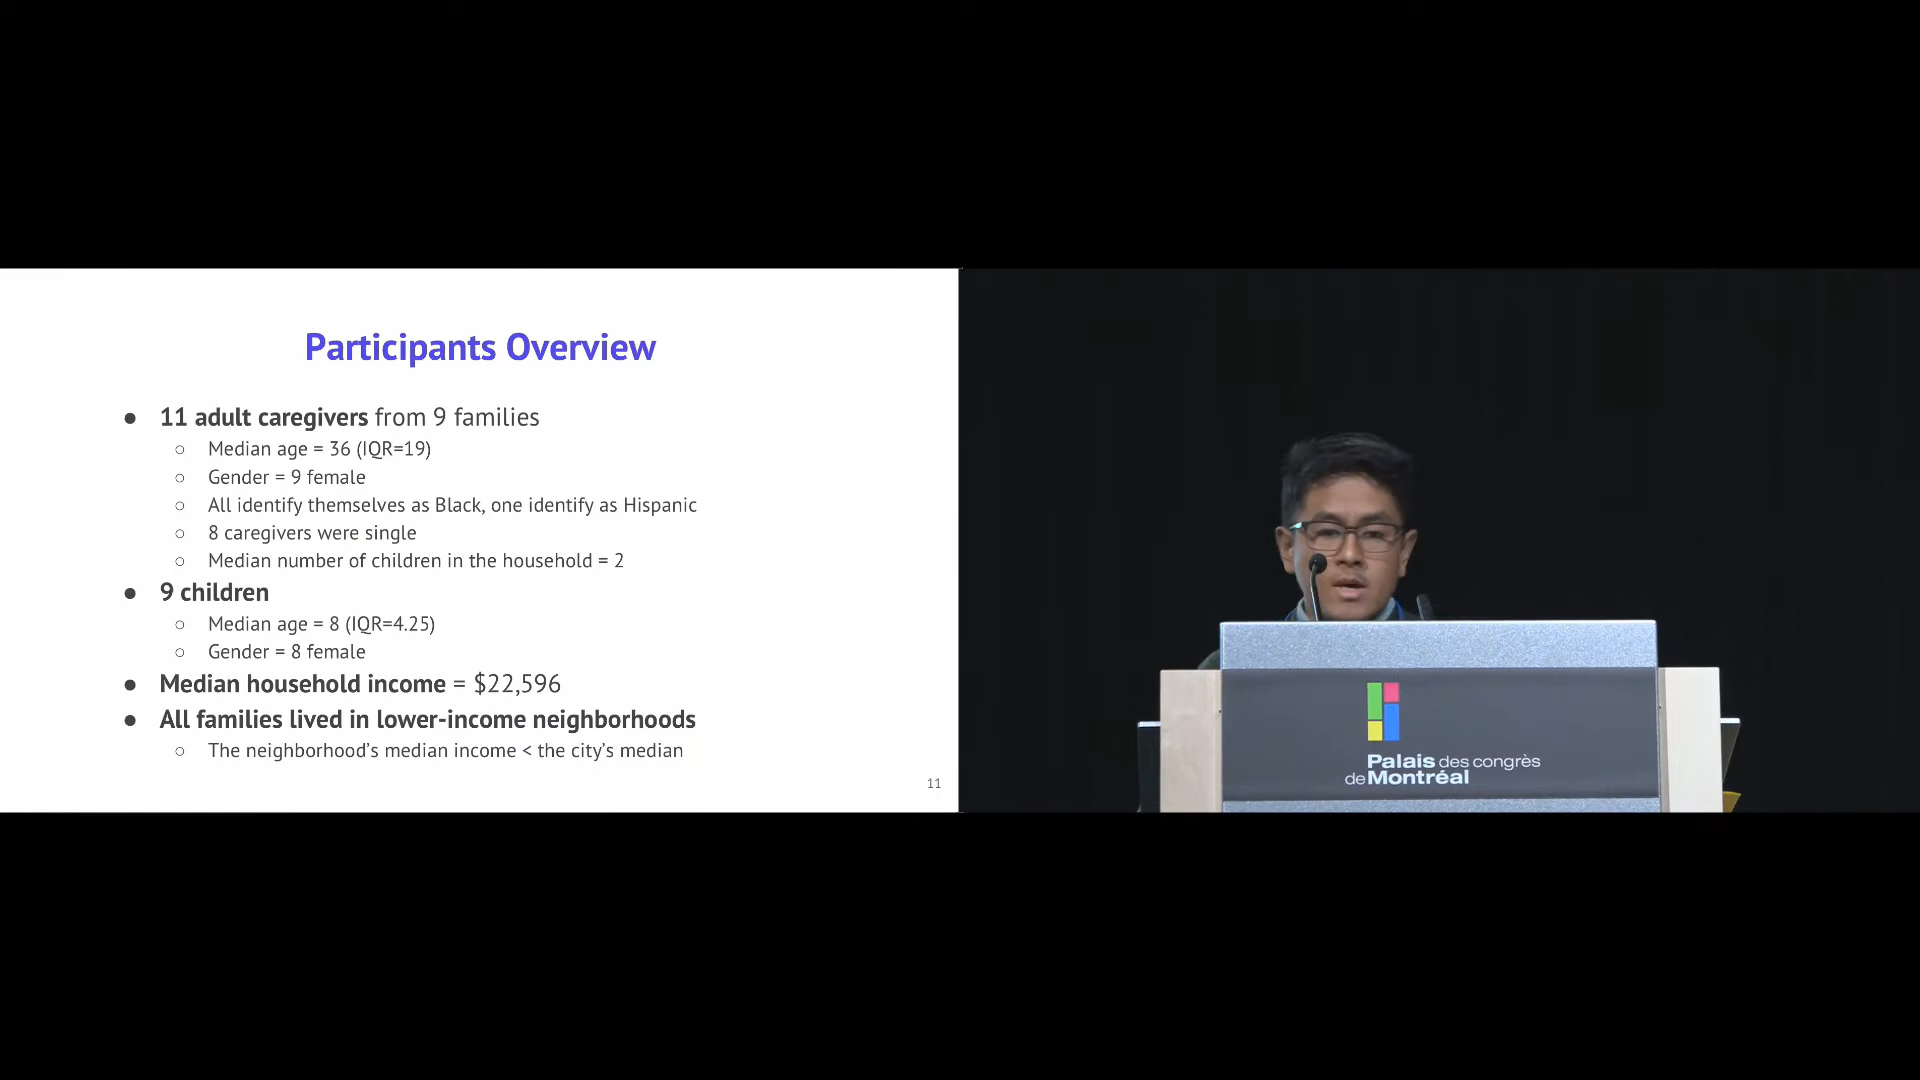 Participants Overview
● 11 adult caregivers from 9 families
○ Median age = 36 (IQR=19)
○ Gender = 9 female
○ All identify themselves as Black, one identify as Hispanic
○ 8 caregivers were single
○ Median number of children in the household = 2
● 9 children
○ Median age = 8 (IQR=4.25)
○ Gender = 8 female
● Median household income = $22,596
● All families lived in lower-income neighborhoods
○ The neighborhood’s median income < the city’s median
11
Palais des congrès
de Montréal